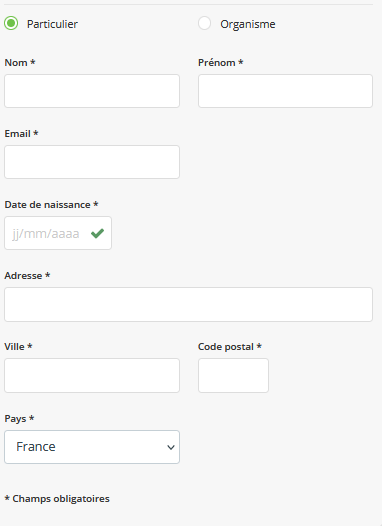 Particulier Organisme
Nom * Prénom *
Email *
Date de naissance *
jj/mm/aaaa
Adresse *
Ville * Code postal *
Pays *
France
* Champs obligatoires